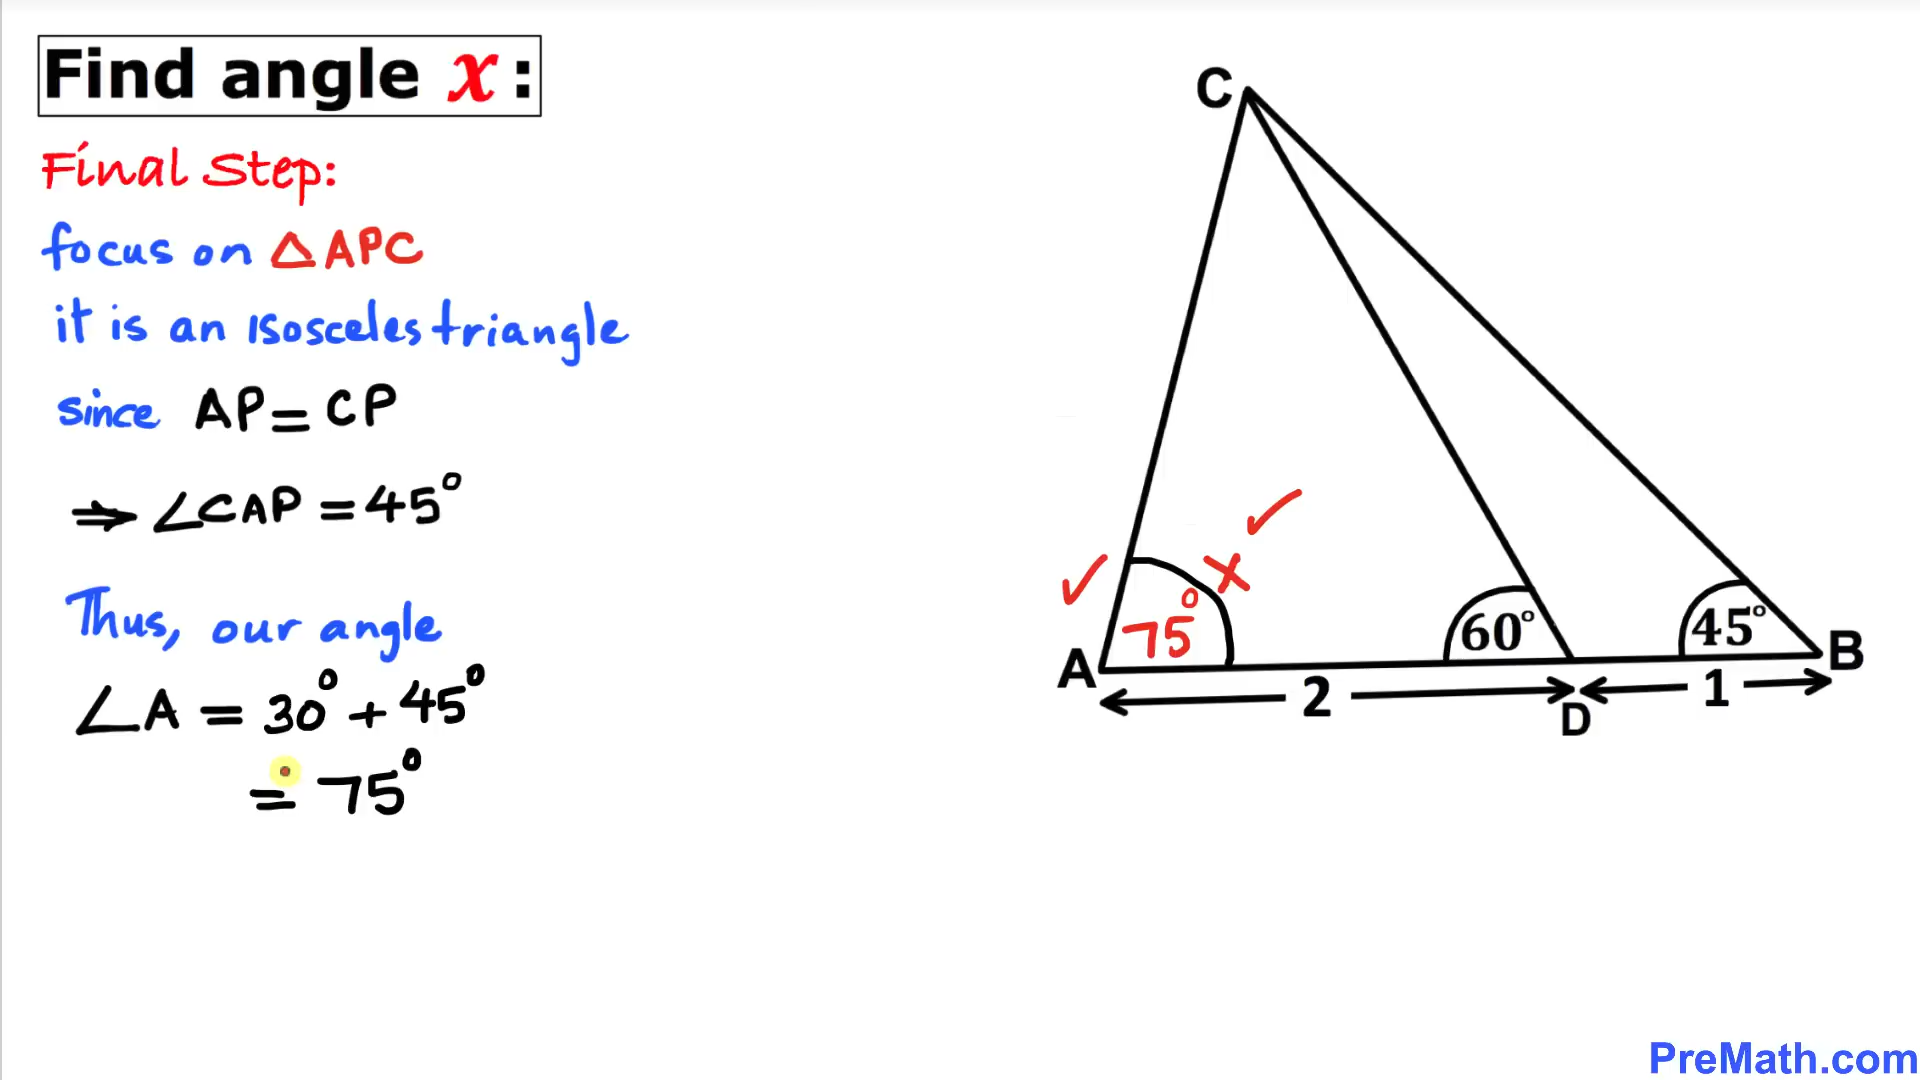 Find angle x:
Final Step:
focus on △APC
it is an isosceles triangle
since AP = CP
⇒ ∠CAP = 45°
Thus, our angle
∠A = 30° + 45°
= 75°
C
x
75°
60°
45°
A
B
2
1
D
PreMath.com